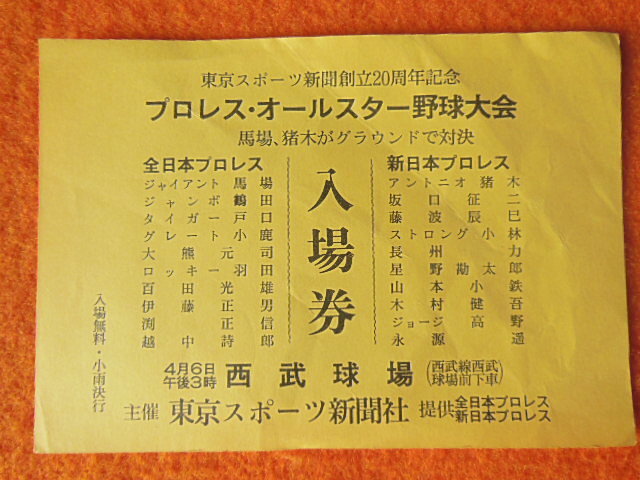 東京スポーツ新聞創立20周年記念
プロレス・オールスター野球大会
馬場、猪木がグラウンドで対決
全日本プロレス
ジャイアント馬場
ジャンボ鶴田
タイガー戸口
グレート小鹿
大熊元司
ロッキー羽田
百田光雄
伊藤正男
渕正信
越中詩郎
入場券
新日本プロレス
アントニオ猪木
坂口征二
藤波辰巳
ストロング小林
長州力
星野勘太郎
山本小鉄
木村健吾
ジョージ高野
永源遥
入場無料・小雨決行
4月6日
午後3時
西武球場
(西武線西武
球場前下車)
主催 東京スポーツ新聞社 提供 全日本プロレス
新日本プロレス